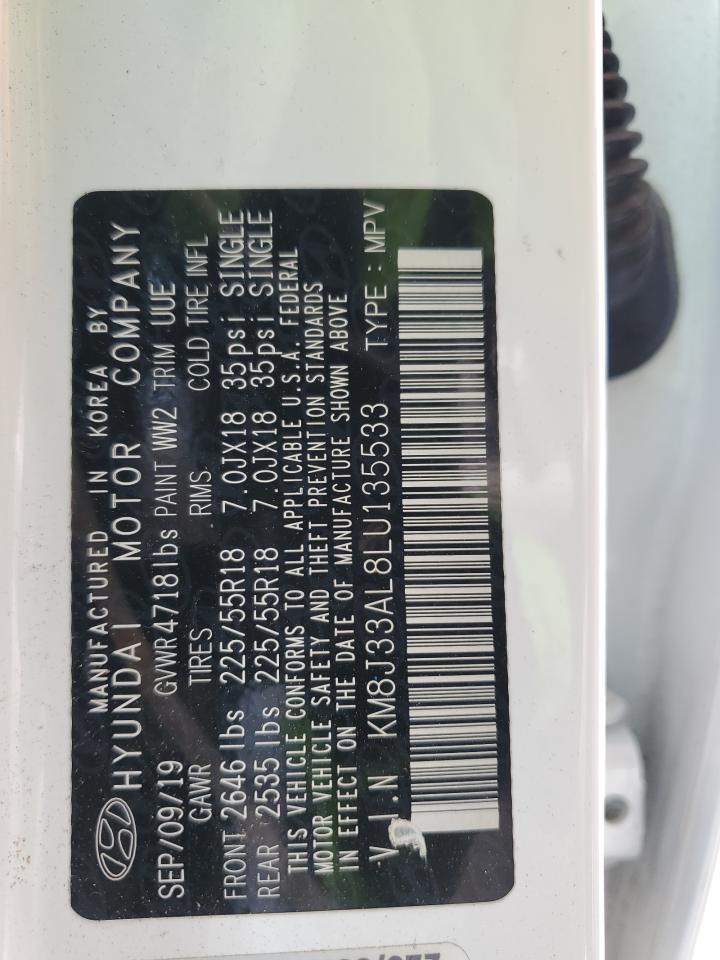 MANUFACTURED IN KOREA BY
HYUNDAI MOTOR COMPANY
SEP/09/19 GVWR 4718lbs PAINT WW2 TRIM UUE
GAWR TIRES RIMS COLD TIRE INFL
FRONT 2646 lbs 225/55R18 7.0JX18 35psi SINGLE
REAR 2535 lbs 225/55R18 7.0JX18 35psi SINGLE
THIS VEHICLE CONFORMS TO ALL APPLICABLE U.S.A. FEDERAL
MOTOR VEHICLE SAFETY AND THEFT PREVENTION STANDARDS
IN EFFECT ON THE DATE OF MANUFACTURE SHOWN ABOVE
V.I.N KM8J33AL8LU135533 TYPE : MPV